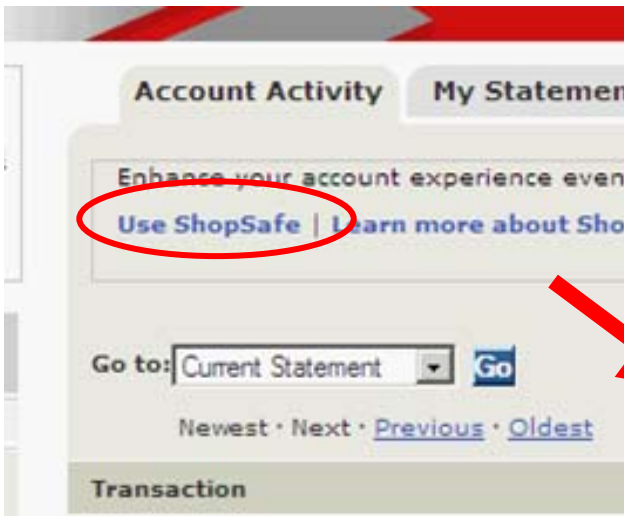 Account Activity My Statemen
Enhance your account experience even
Use ShopSafe | Learn more about Sho
Go to: Current Statement Go
Newest · Next · Previous · Oldest
Transaction